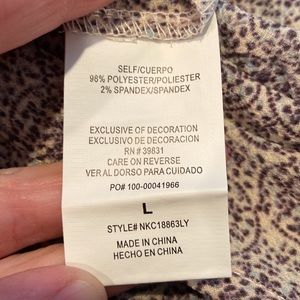 SELF/CUERPO
98% POLYESTER/POLIESTER
2% SPANDEX/SPANDEX
EXCLUSIVE OF DECORATION
EXCLUSIVO DE DECORACION
RN # 39831
CARE ON REVERSE
VER AL DORSO PARA CUIDADO
PO# 100-00041966
L
STYLE# NKC18863LY
MADE IN CHINA
HECHO EN CHINA